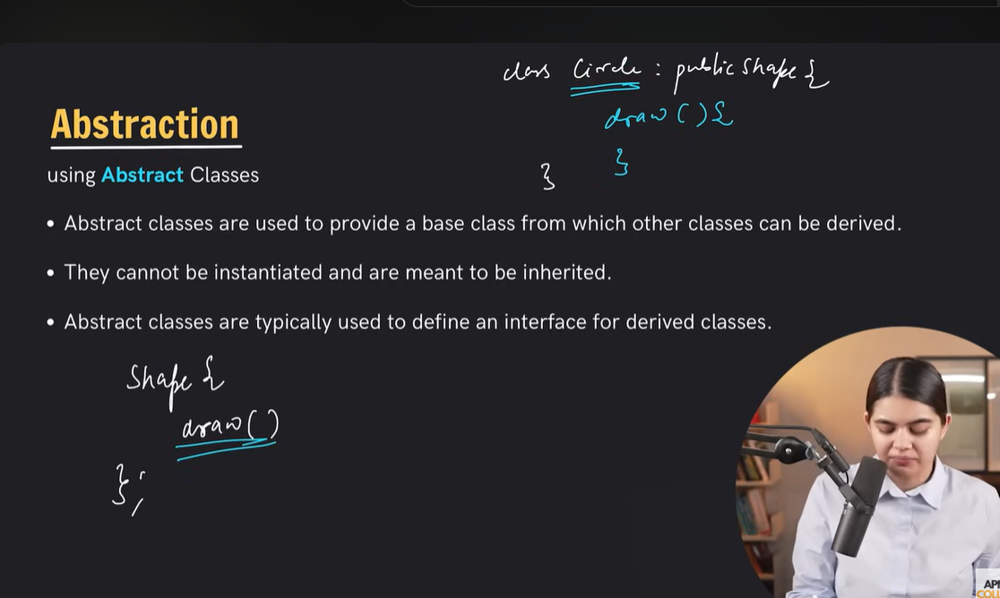 class Circle : public Shape {
draw ( ) {
}
}
Abstraction
using Abstract Classes
• Abstract classes are used to provide a base class from which other classes can be derived.
• They cannot be instantiated and are meant to be inherited.
• Abstract classes are typically used to define an interface for derived classes.
Shape {
draw ( )
} ;